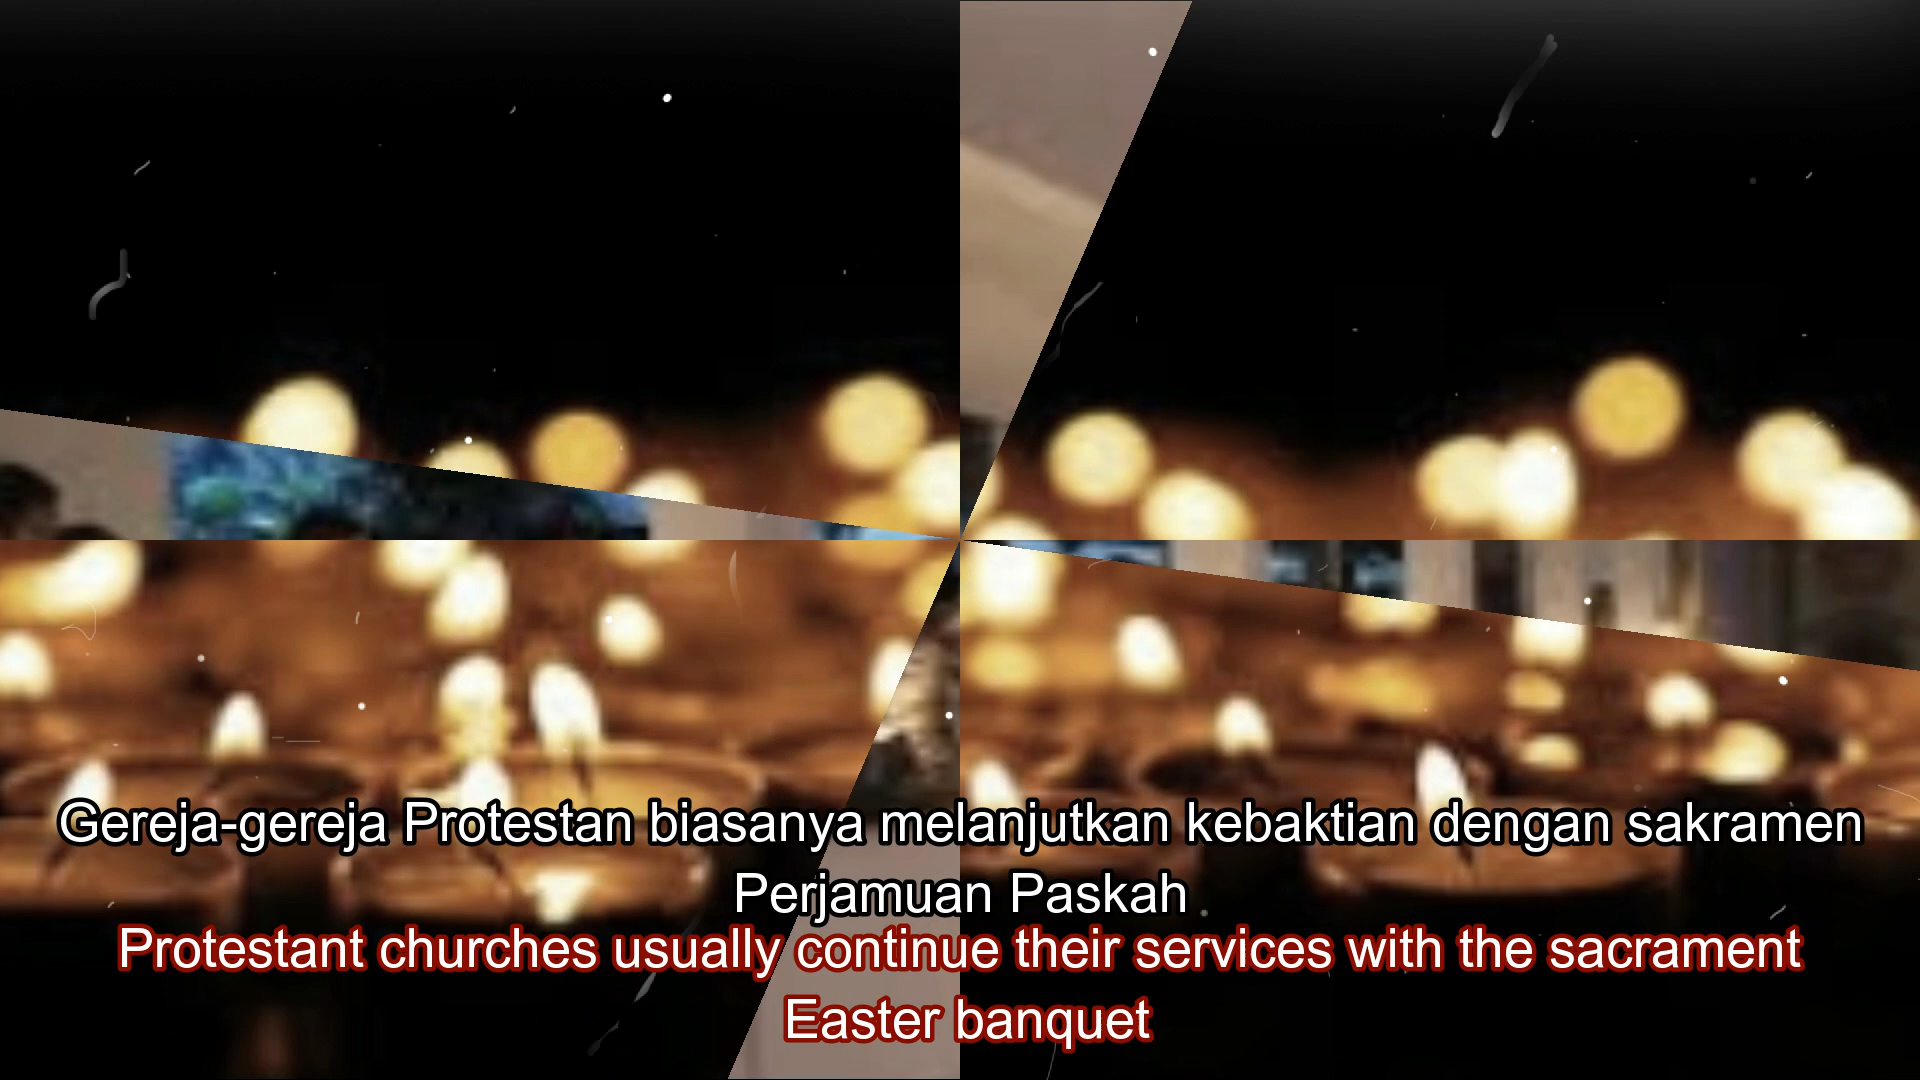 Gereja-gereja Protestan biasanya melanjutkan kebaktian dengan sakramen
Perjamuan Paskah
Protestant churches usually continue their services with the sacrament
Easter banquet